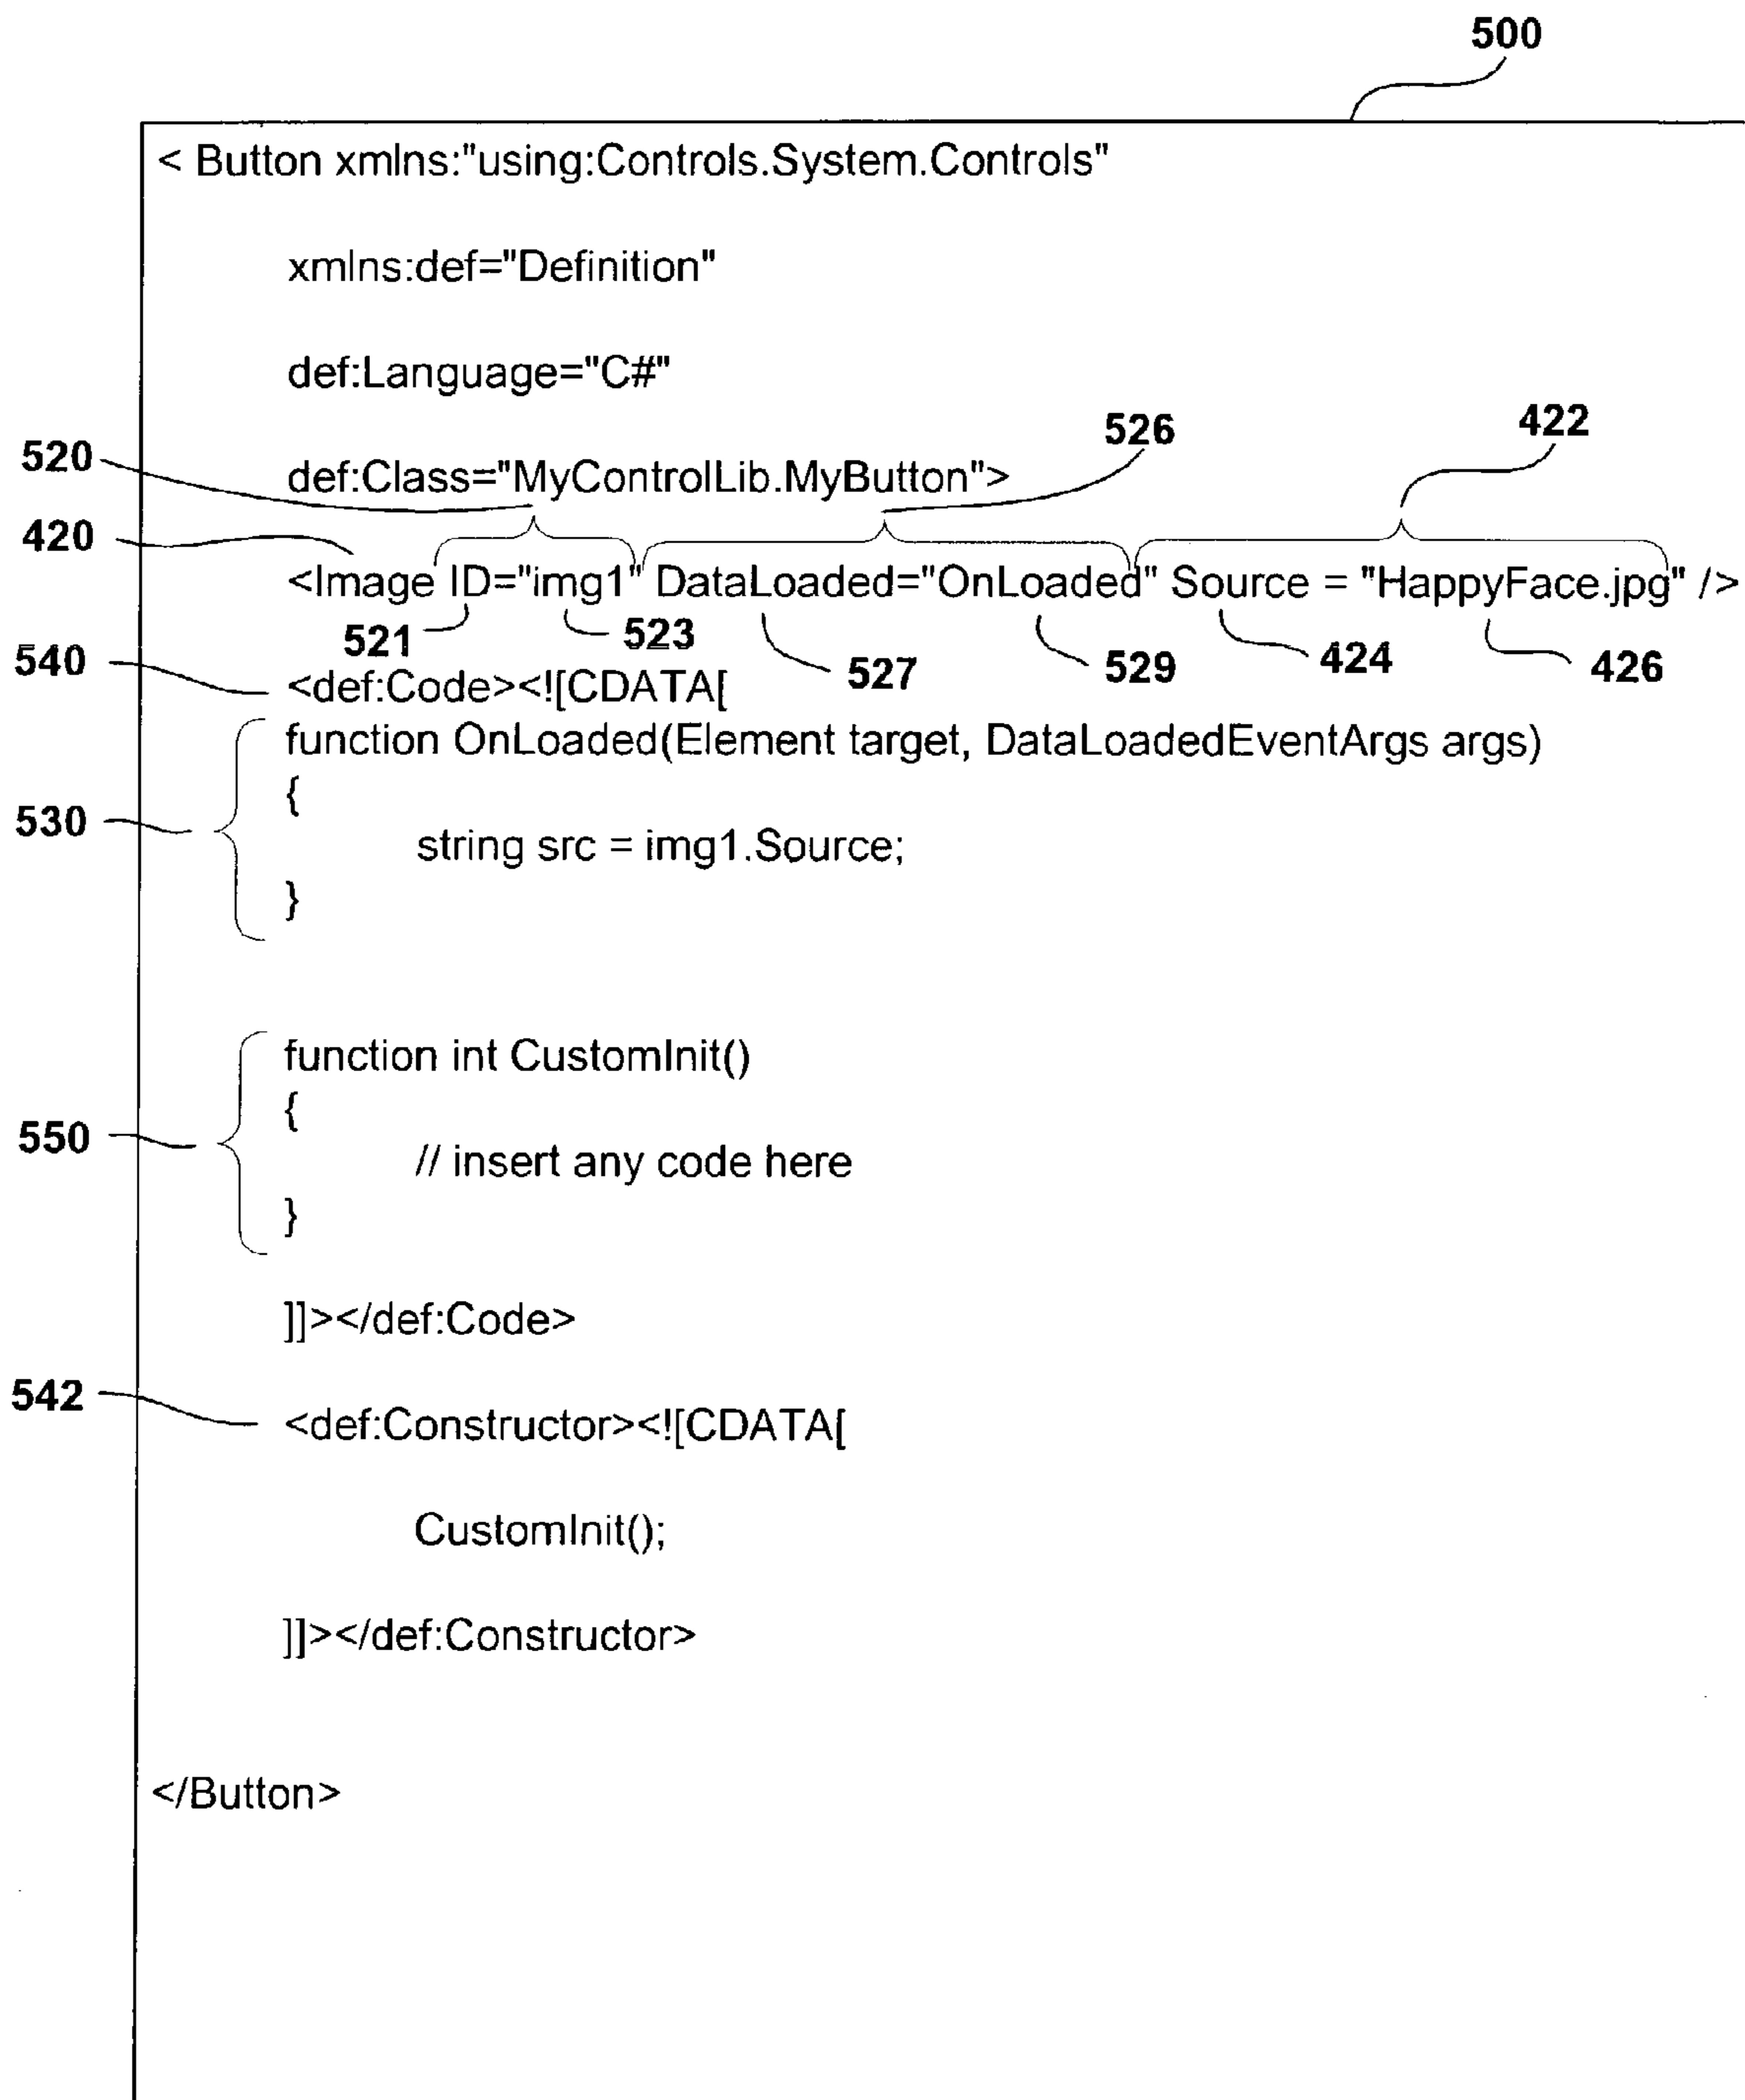 500
< Button xmlns:"using:Controls.System.Controls"
xmlns:def="Definition"
def:Language="C#"
520 526 422
def:Class="MyControlLib.MyButton">
420
<Image ID="img1" DataLoaded="OnLoaded" Source = "HappyFace.jpg" />
521 523 527 529 424 426
540
<def:Code><![CDATA[
function OnLoaded(Element target, DataLoadedEventArgs args)
{
530
string src = img1.Source;
}
function int CustomInit()
{
550
// insert any code here
}
]]></def:Code>
542
<def:Constructor><![CDATA[
CustomInit();
]]></def:Constructor>
</Button>